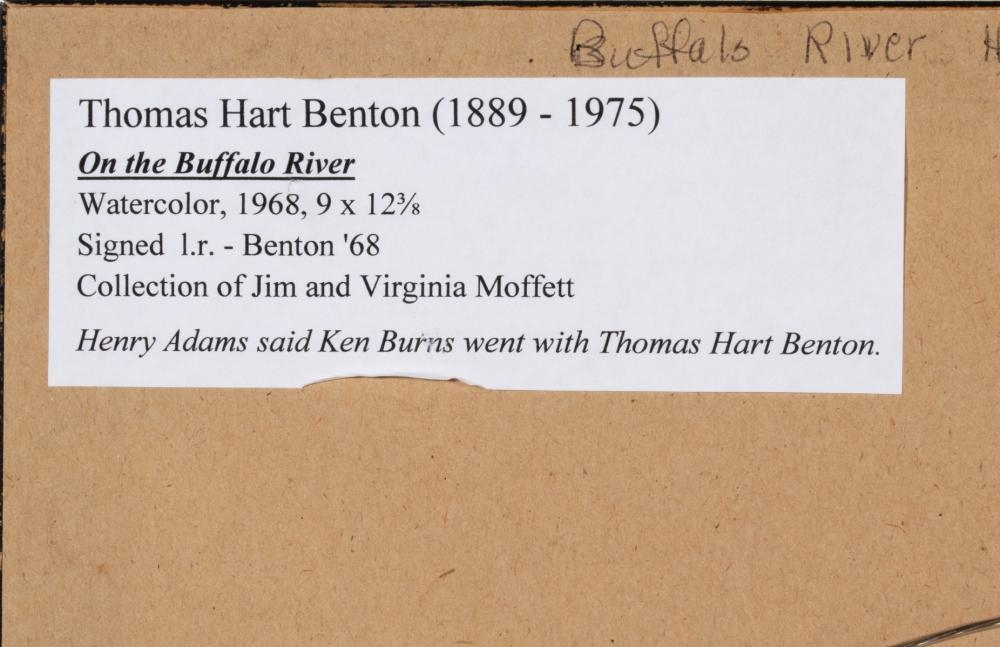 Buffalo River H
Thomas Hart Benton (1889 - 1975)
On the Buffalo River
Watercolor, 1968, 9 x 12⅜
Signed l.r. - Benton '68
Collection of Jim and Virginia Moffett
Henry Adams said Ken Burns went with Thomas Hart Benton.